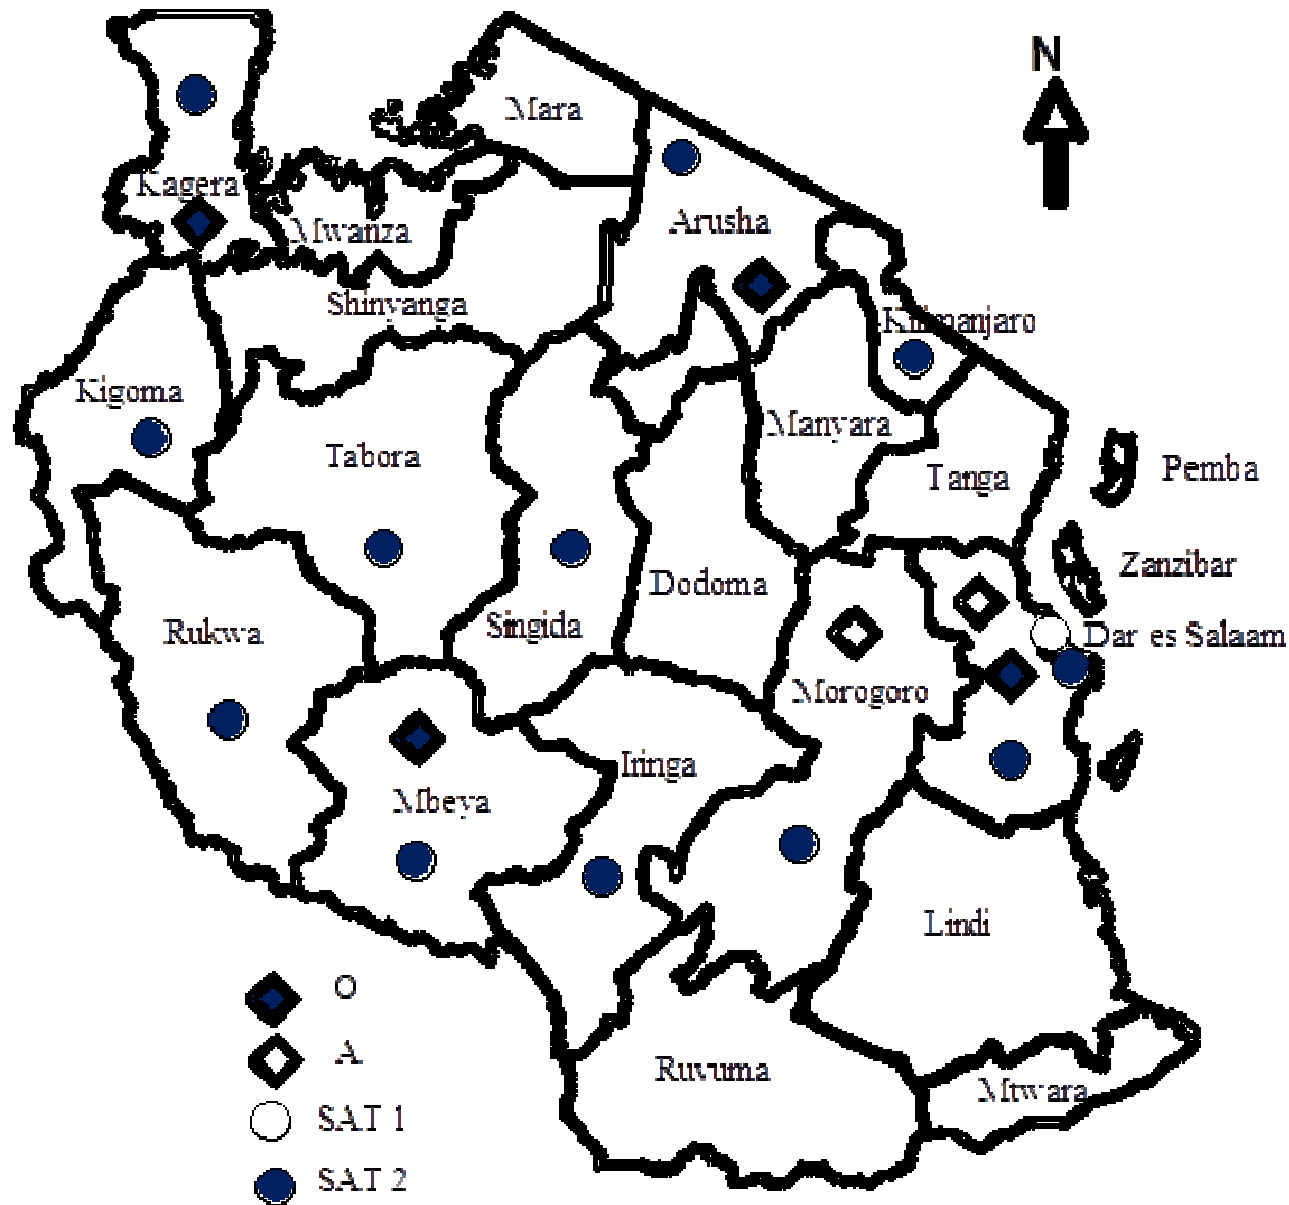 N
Mara
Kagera
Arusha
Mwanza
Shinyanga
Kilimanjaro
Kigoma
Manyara
Tabora
Tanga
Pemba
Zanzibar
Dodoma
Rukwa
Singida
Dar es Salaam
Morogoro
Iringa
Mbeya
Lindi
O
A
Ruvuma
Mtwara
SAT 1
SAT 2